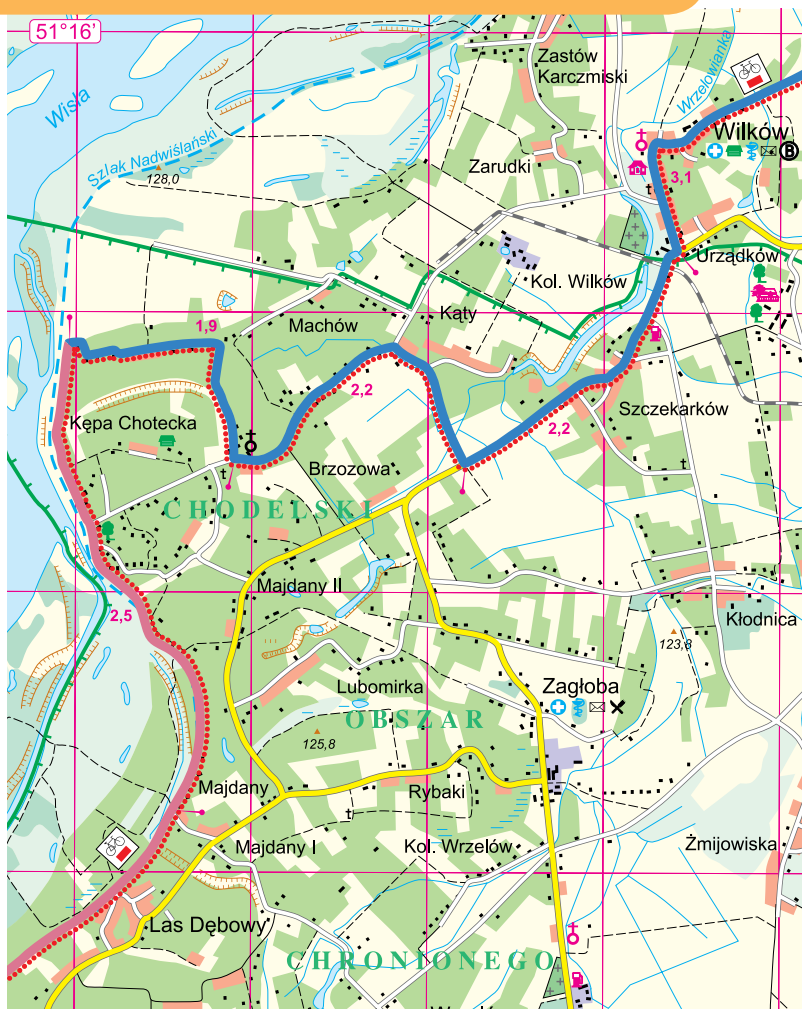 51°16'
Wisła
Szlak Nadwiślański
128,0
Zastów
Karczmiski
Wrzelowianka
Wilków
B
Zarudki
3,1
Urządków
Kol. Wilków
1,9
Machów
Kąty
2,2
Kępa Chotecka
2,2
Szczekarków
Brzozowa
CHODELSKI
Majdany II
2,5
Kłodnica
123,8
Lubomirka
Zagłoba
OBSZAR
125,8
Majdany
Rybaki
Majdany I
Kol. Wrzelów
Żmijowiska
Las Dębowy
CHRONIONEGO